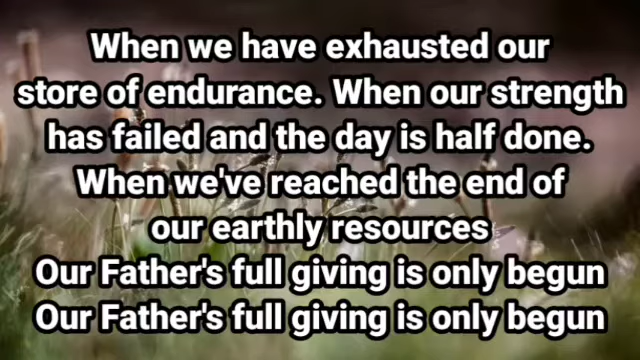 When we have exhausted our
store of endurance. When our strength
has failed and the day is half done.
When we've reached the end of
our earthly resources
Our Father's full giving is only begun
Our Father's full giving is only begun